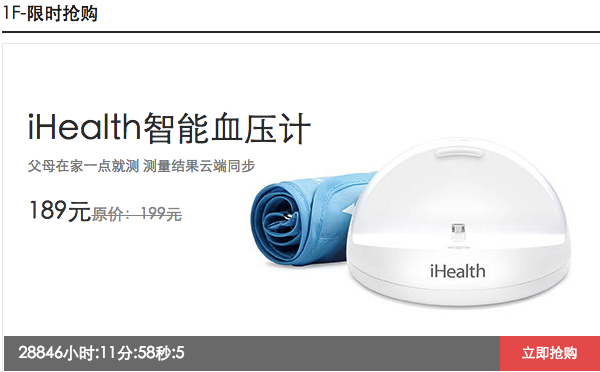 1F-限时抢购
iHealth智能血压计
父母在家一点就测 测量结果云端同步
189元原价：199元
iHealth
28846小时:11分:58秒:5
立即抢购